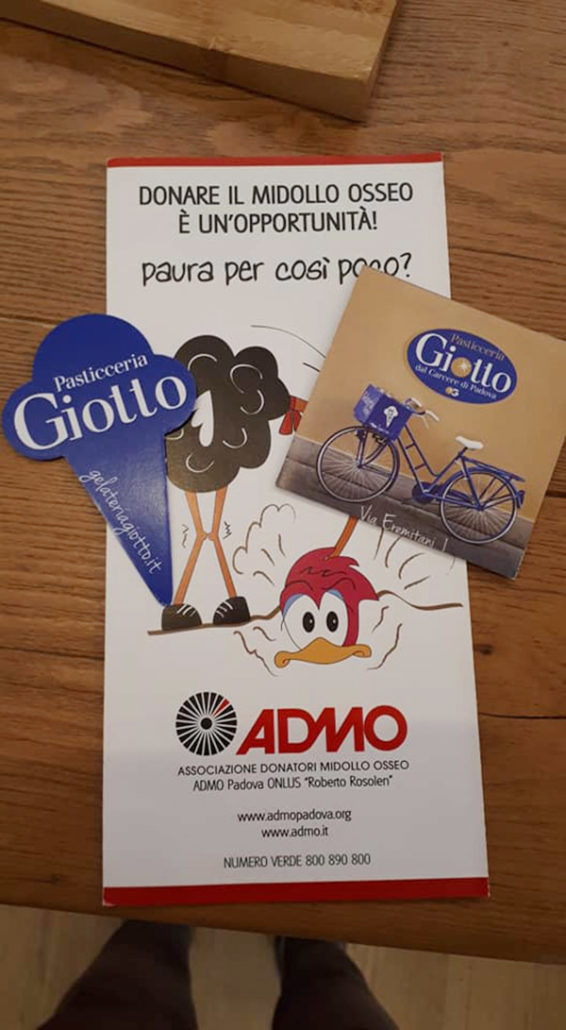 DONARE IL MIDOLLO OSSEO
È UN'OPPORTUNITÀ!
paura per così poco?
Pasticceria
Giotto
gelateriagiotto.it
Pasticceria
Giotto
dal Carcere di Padova
Via Eremitani 1
ADMO
ASSOCIAZIONE DONATORI MIDOLLO OSSEO
ADMO Padova ONLUS "Roberto Rosolen"
www.admopadova.org
www.admo.it
NUMERO VERDE 800 890 800